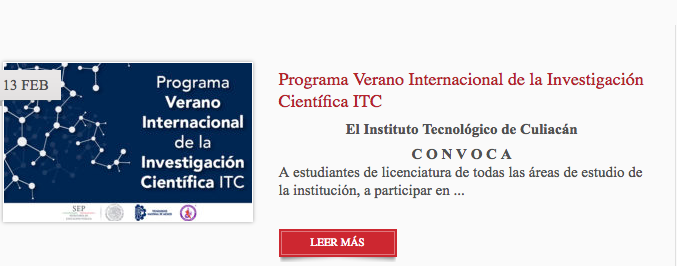 13 FEB
Programa
Verano
Internacional
de la
Investigación
Científica ITC
SEP
Programa Verano Internacional de la Investigación
Científica ITC
El Instituto Tecnológico de Culiacán
C O N V O C A
A estudiantes de licenciatura de todas las áreas de estudio de
la institución, a participar en ...
LEER MÁS